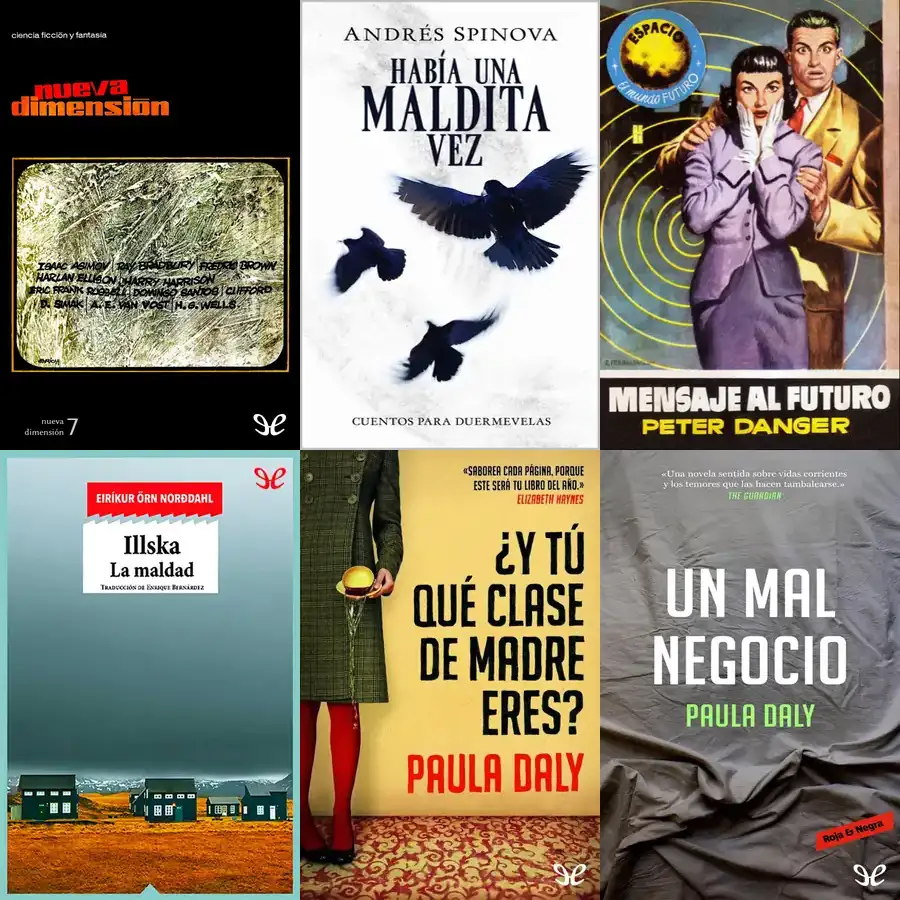 ciencia ficción y fantasía
nueva
dimensión
ISAAC ASIMOV RAY BRADBURY FREDRIC BROWN
HARLAN ELLISON HARRY HARRISON
ERIC FRANK RUSSELL DOMINGO SANTOS CLIFFORD
D. SIMAK A. E. VAN VOGT H. G. WELLS
nueva
dimensión 7
ANDRÉS SPINOVA
HABÍA UNA
MALDITA
VEZ
CUENTOS PARA DUERMEVELAS
ESPACIO
El mundo FUTURO
MENSAJE AL FUTURO
PETER DANGER
EIRÍKUR ÖRN NORDDAHL
Illska
La maldad
TRADUCCIÓN DE ENRIQUE BERNÁRDEZ
«SABOREA CADA PÁGINA, PORQUE
ESTE SERÁ TU LIBRO DEL AÑO.»
ELIZABETH HAYNES
¿Y TÚ
QUÉ CLASE
DE MADRE
ERES?
PAULA DALY
«Una novela sentida sobre vidas corrientes
y los temores que las hacen tambalearse.»
THE GUARDIAN
UN MAL
NEGOCIO
PAULA DALY
Roja & Negra